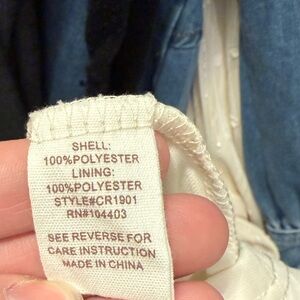 SHELL:
100%POLYESTER
LINING:
100%POLYESTER
STYLE#CR1901
RN#104403
SEE REVERSE FOR
CARE INSTRUCTION
MADE IN CHINA